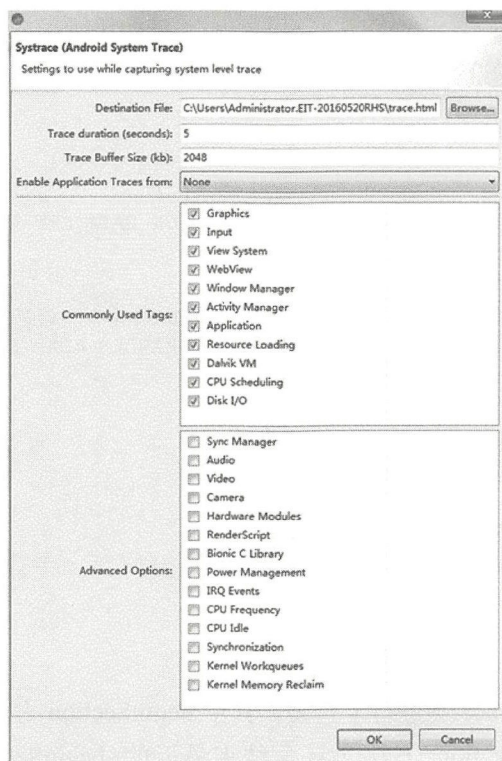 Systrace (Android System Trace)
Settings to use while capturing system level trace
Destination File: C:\Users\Administrator.EIT-20160520RHS\trace.html Browse...
Trace duration (seconds): 5
Trace Buffer Size (kb): 2048
Enable Application Traces from: None
Commonly Used Tags:
Graphics
Input
View System
WebView
Window Manager
Activity Manager
Application
Resource Loading
Dalvik VM
CPU Scheduling
Disk I/O
Advanced Options:
Sync Manager
Audio
Video
Camera
Hardware Modules
RenderScript
Bionic C Library
Power Management
IRQ Events
CPU Frequency
CPU Idle
Synchronization
Kernel Workqueues
Kernel Memory Reclaim
OK Cancel